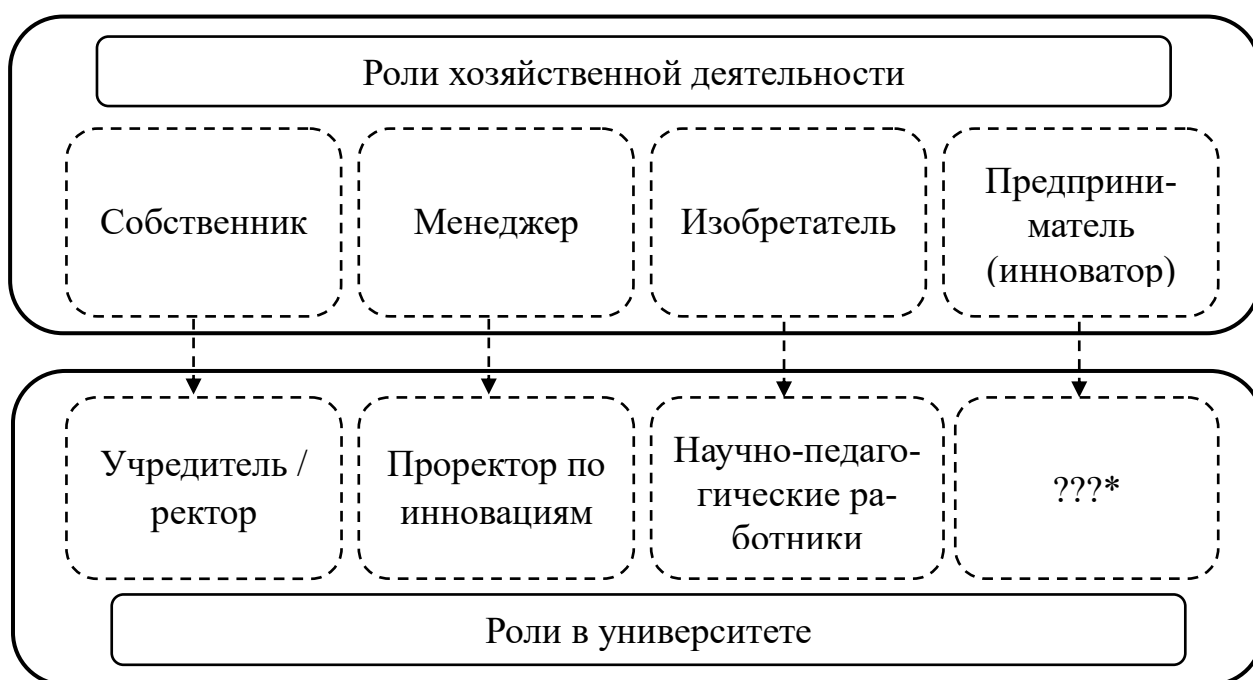 Роли хозяйственной деятельности
Собственник
Менеджер
Изобретатель
Предприни-
матель
(инноватор)
Учредитель /
ректор
Проректор по
инновациям
Научно-педаго-
гические ра-
ботники
???*
Роли в университете